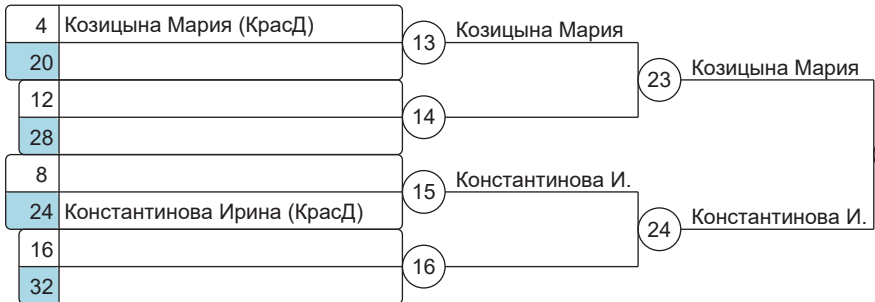 4 Козицына Мария (КрасД)
13 Козицына Мария
20
23 Козицына Мария
12
14
28
8
15 Константинова И.
24 Константинова Ирина (КрасД)
24 Константинова И.
16
16
32